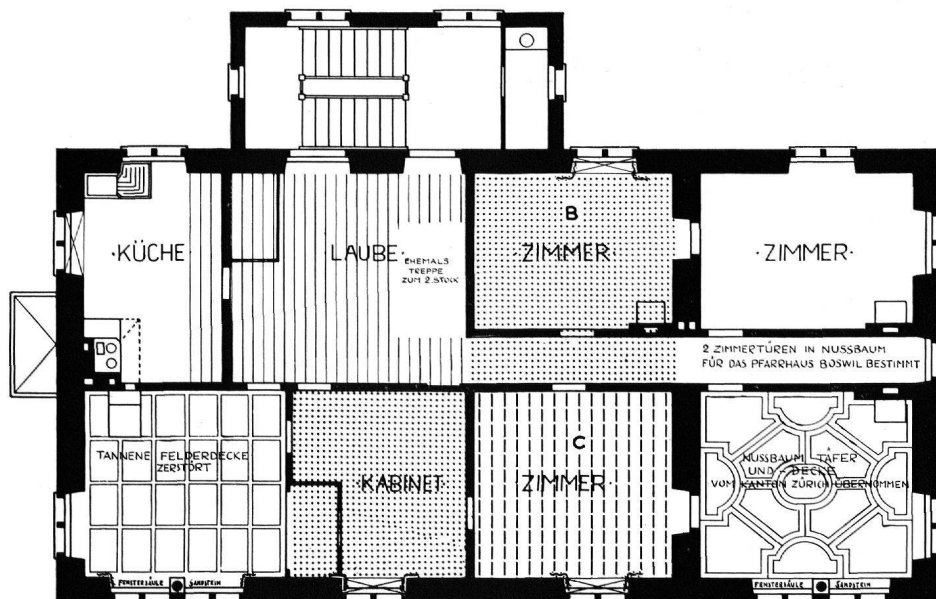 B
·KÜCHE·
LAUBE·
·ZIMMER·
·ZIMMER·
EHEMALS
TREPPE
ZUM 2.STOCK
2 ZIMMERTÜREN IN NUSSBAUM
FÜR DAS PFARRHAUS BOSWIL BESTIMMT
TANNENE FELDERDECKE
ZERSTÖRT
KABINET
C
·ZIMMER·
NUSSBAUM TÄFER
UND - DECKE
VOM KANTEN ZÜRICH ÜBERNOMMEN
FENSTERSÄULE SANDSTEIN
FENSTERSÄULE SANDSTEIN